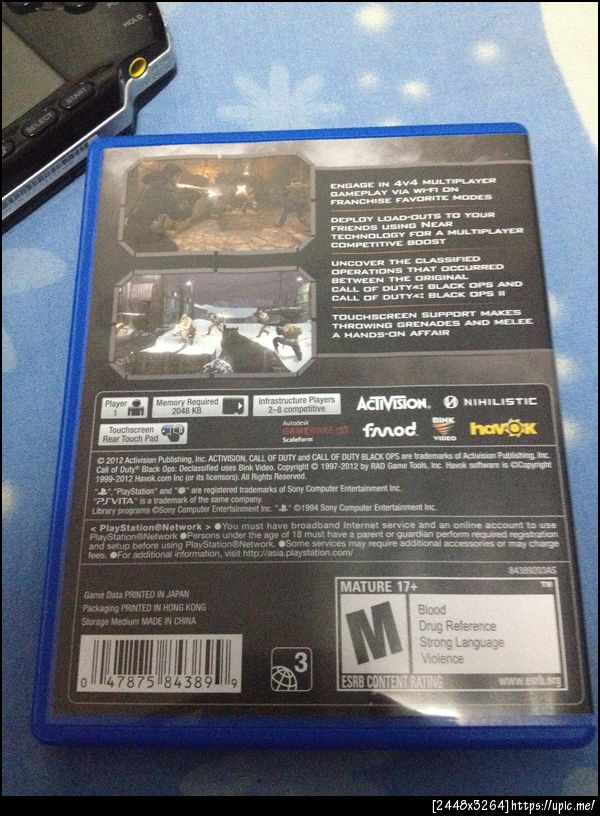 HOLD
SELECT
START
ENGAGE IN 4V4 MULTIPLAYER
GAMEPLAY VIA WI-FI ON
FRANCHISE FAVORITE MODES
DEPLOY LOAD-OUTS TO YOUR
FRIENDS USING NEAR
TECHNOLOGY FOR A MULTIPLAYER
COMPETITIVE BOOST
UNCOVER THE CLASSIFIED
OPERATIONS THAT OCCURRED
BETWEEN THE ORIGINAL
CALL OF DUTY®: BLACK OPS AND
CALL OF DUTY®: BLACK OPS II
TOUCHSCREEN SUPPORT MAKES
THROWING GRENADES AND MELEE
A HANDS-ON AFFAIR
Player
1
Memory Required
2048 KB
Infrastructure Players
2-8 competitive
ACTIVISION.
NIHILISTIC
Touchscreen
Rear Touch Pad
Autodesk
GAMEWARE
Scaleform
fmod
BINK
VIDEO
havok
© 2012 Activision Publishing, Inc. ACTIVISION, CALL OF DUTY and CALL OF DUTY BLACK OPS are trademarks of Activision Publishing, Inc.
Call of Duty® Black Ops: Declassified uses Bink Video. Copyright © 1997-2012 by RAD Game Tools, Inc. Havok software is ©Copyright
1999-2012 Havok.com Inc (or its licensors). All Rights Reserved.
" ", "PlayStation" and " " are registered trademarks of Sony Computer Entertainment Inc.
"PSVITA" is a trademark of the same company.
Library programs ©Sony Computer Entertainment Inc. " " ©1994 Sony Computer Entertainment Inc.
< PlayStation®Network > ●You must have broadband Internet service and an online account to use
PlayStation®Network ●Persons under the age of 18 must have a parent or guardian perform required registration
and setup before using PlayStation®Network. ●Some services may require additional accessories or may charge
fees. ●For additional information, visit http://asia.playstation.com/
84389203AS
Game Data PRINTED IN JAPAN
Packaging PRINTED IN HONG KONG
Storage Medium MADE IN CHINA
0 47875 84389 9
3
MATURE 17+
TM
M
Blood
Drug Reference
Strong Language
Violence
ESRB CONTENT RATING
www.esrb.org
[2448x3264]https://upic.me/